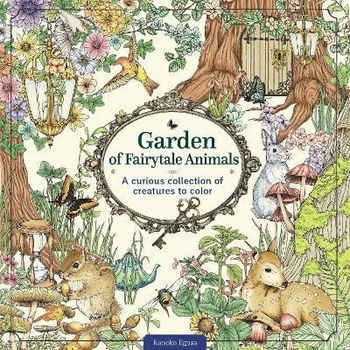 Garden
of Fairytale Animals
A curious collection of
creatures to color
Kanoko Egusa